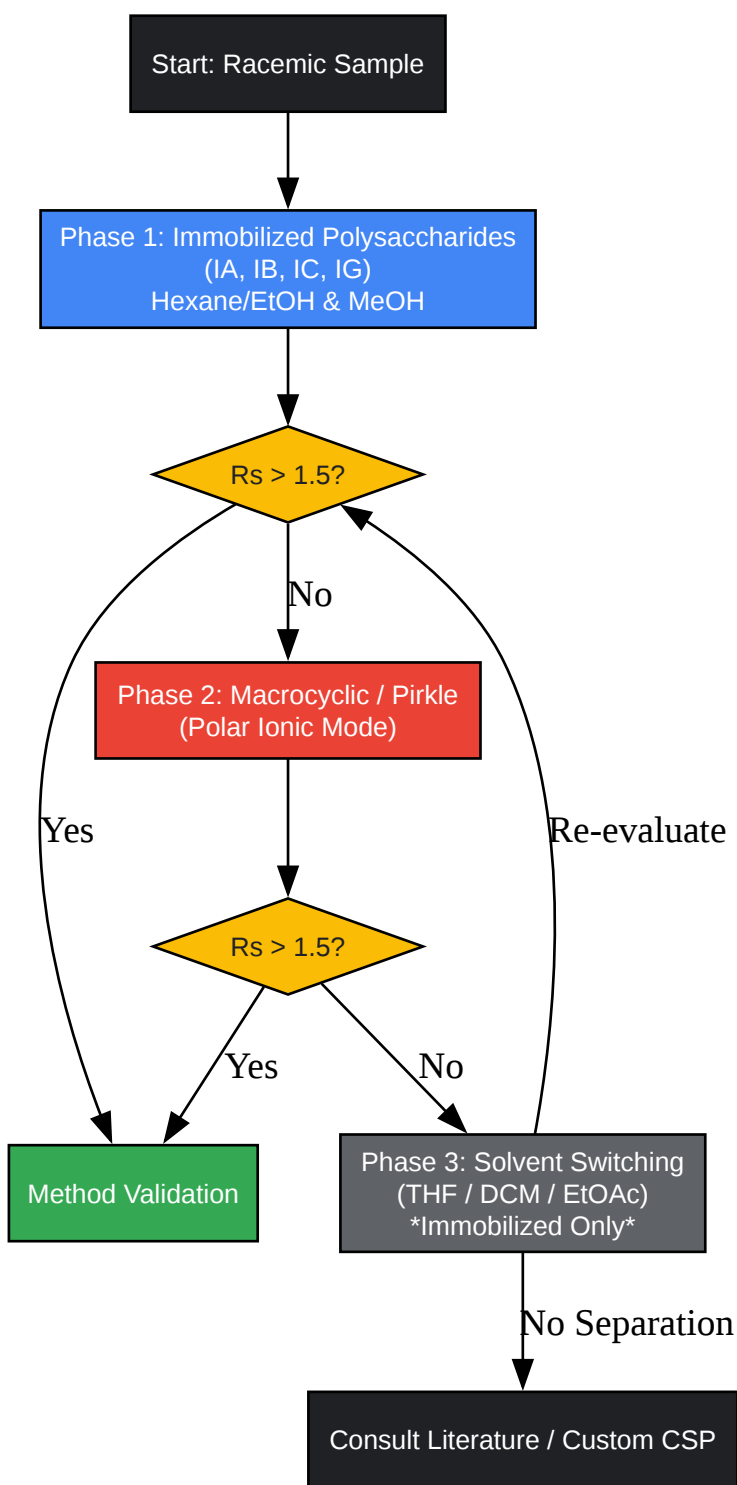 Start: Racemic Sample
Phase 1: Immobilized Polysaccharides
(IA, IB, IC, IG)
Hexane/EtOH & MeOH
Rs > 1.5?
No
Phase 2: Macrocyclic / Pirkle
(Polar Ionic Mode)
Yes
Re-evaluate
Rs > 1.5?
Yes
No
Method Validation
Phase 3: Solvent Switching
(THF / DCM / EtOAc)
*Immobilized Only*
No Separation
Consult Literature / Custom CSP